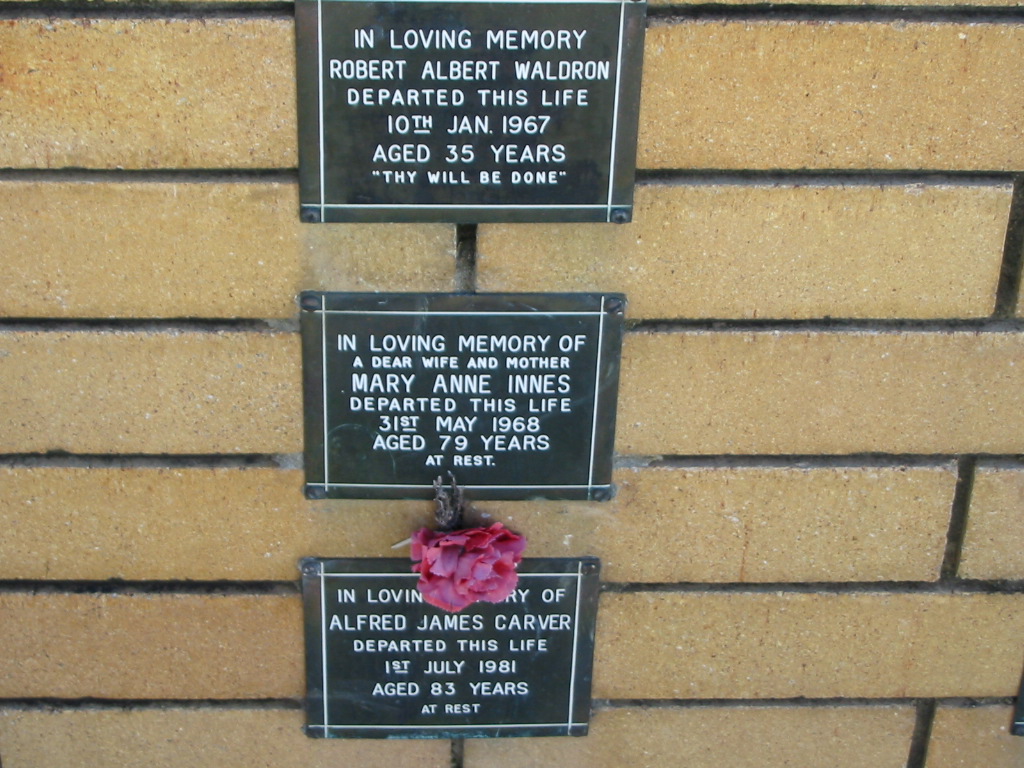 IN LOVING MEMORY
ROBERT ALBERT WALDRON
DEPARTED THIS LIFE
10TH JAN. 1967
AGED 35 YEARS
"THY WILL BE DONE"
IN LOVING MEMORY OF
A DEAR WIFE AND MOTHER
MARY ANNE INNES
DEPARTED THIS LIFE
31ST MAY 1968
AGED 79 YEARS
AT REST.
IN LOVIN RY OF
ALFRED JAMES CARVER
DEPARTED THIS LIFE
1ST JULY 1981
AGED 83 YEARS
AT REST